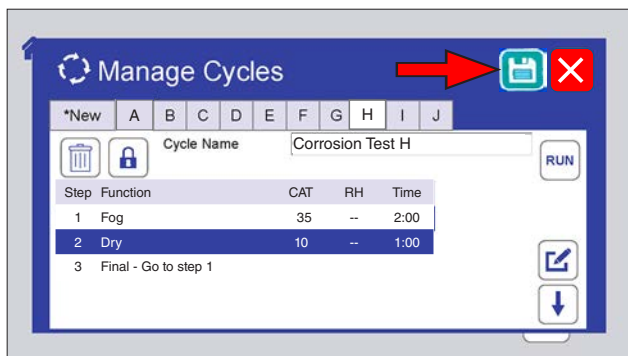 Manage Cycles
*New A B C D E F G H I J
Cycle Name Corrosion Test H
RUN
Step Function CAT RH Time
1 Fog 35 -- 2:00
2 Dry 10 -- 1:00
3 Final - Go to step 1